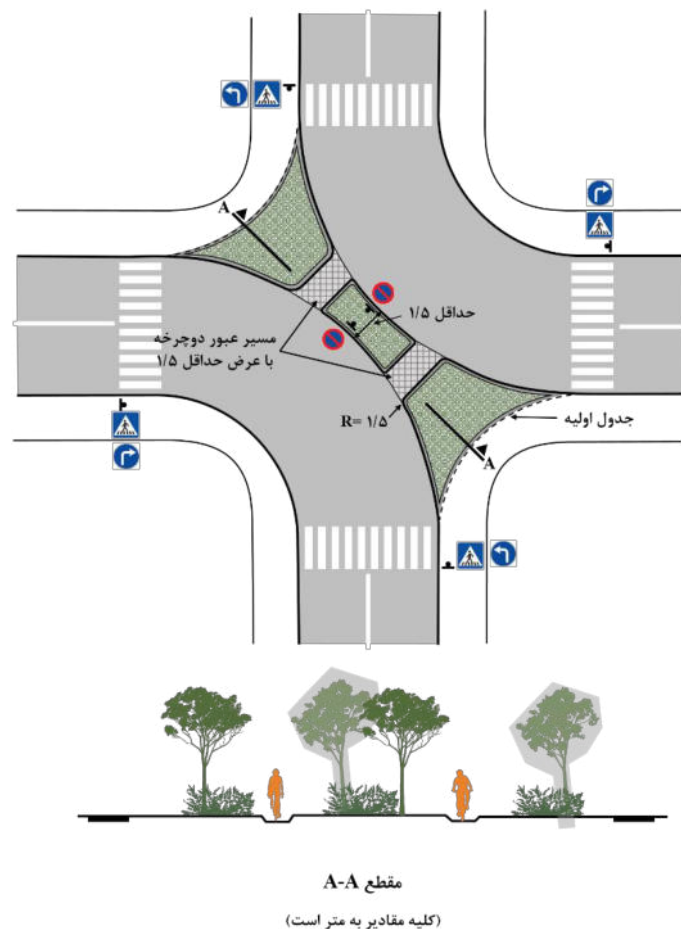 A
حداقل ۱/۵
مسیر عبور دوچرخه
با عرض حداقل ۱/۵
R= ۱/۵
جدول اولیه
A
مقطع A-A
(کلیه مقادیر به متر است)